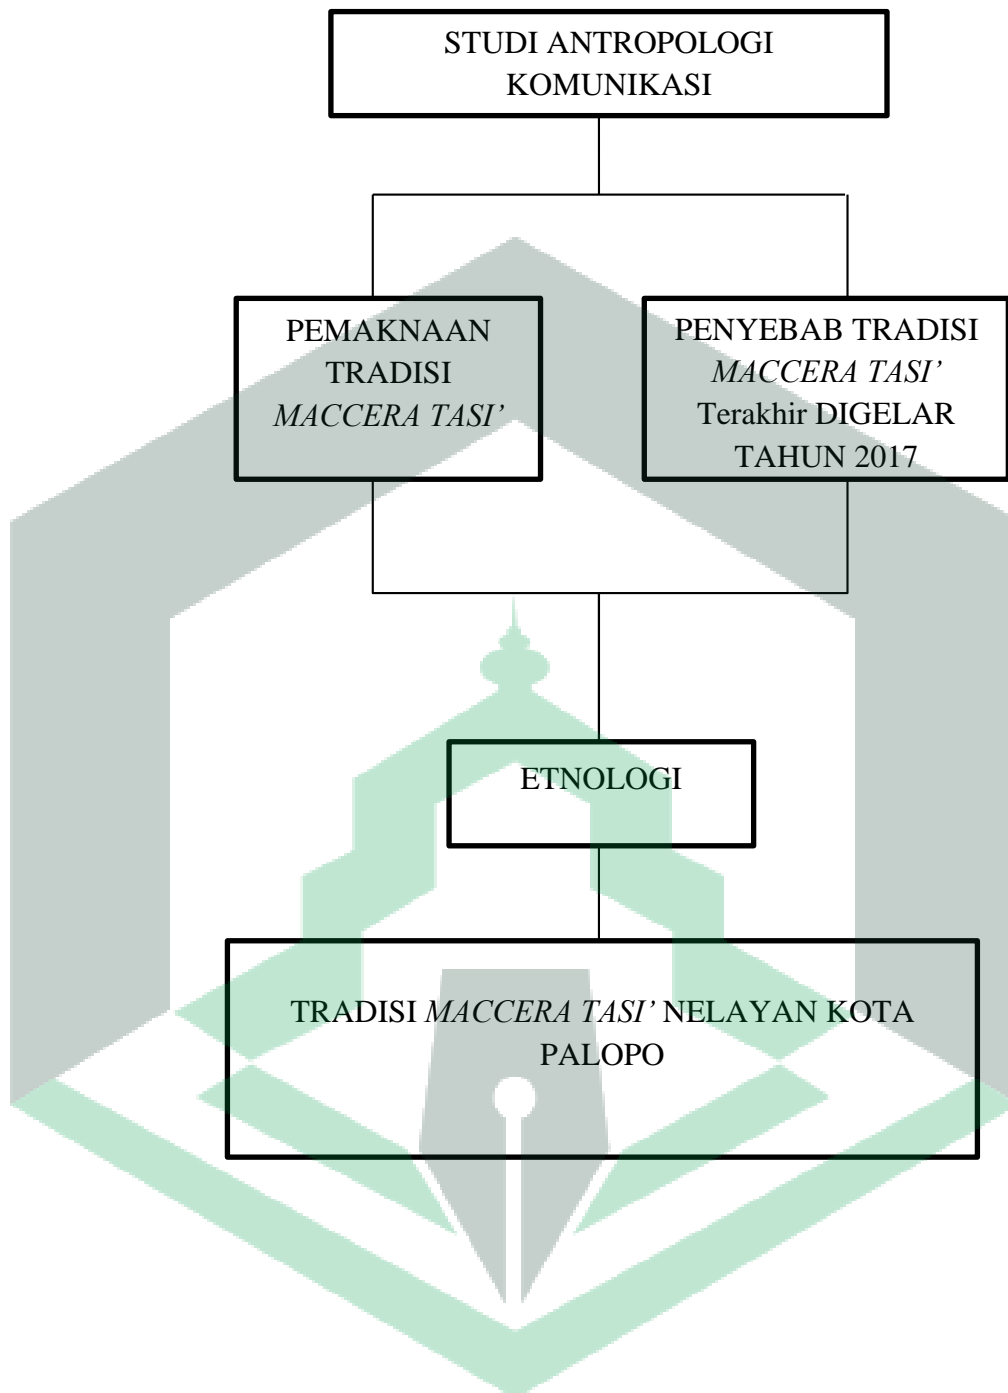 STUDI ANTROPOLOGI
KOMUNIKASI
PEMAKNAAN
TRADISI
MACCERA TASI’
PENYEBAB TRADISI
MACCERA TASI’
Terakhir DIGELAR
TAHUN 2017
ETNOLOGI
TRADISI MACCERA TASI’ NELAYAN KOTA
PALOPO